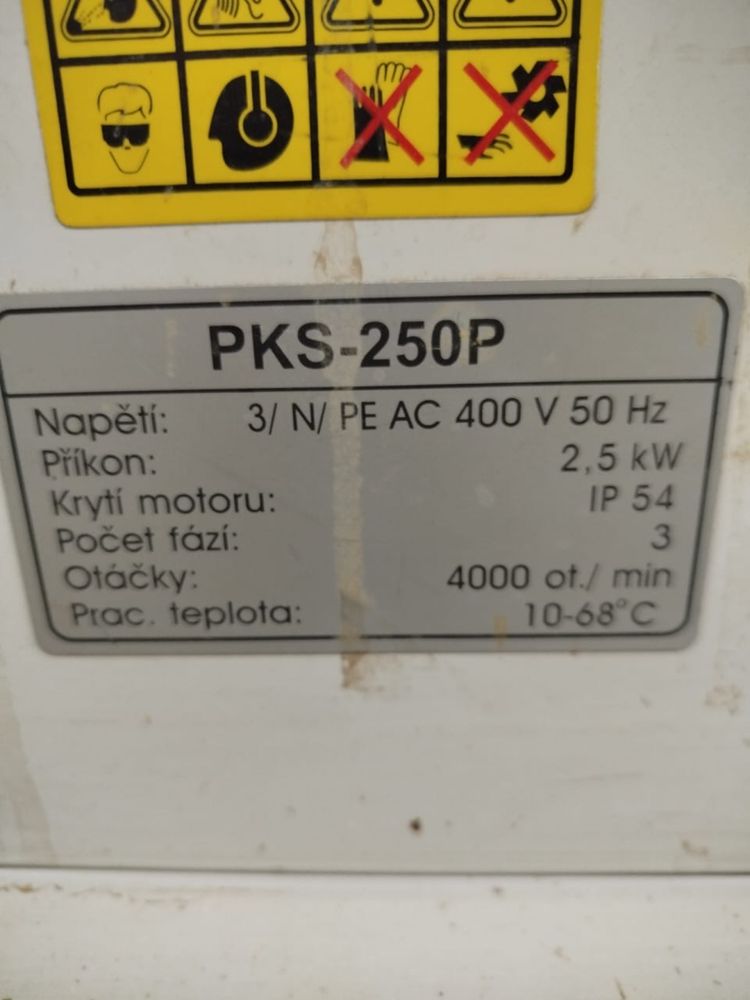 PKS-250P
Napětí: 3/ N/ PE AC 400 V 50 Hz
Příkon: 2,5 kW
Krytí motoru: IP 54
Počet fází: 3
Otáčky: 4000 ot./ min
Prac. teplota: 10-68°C